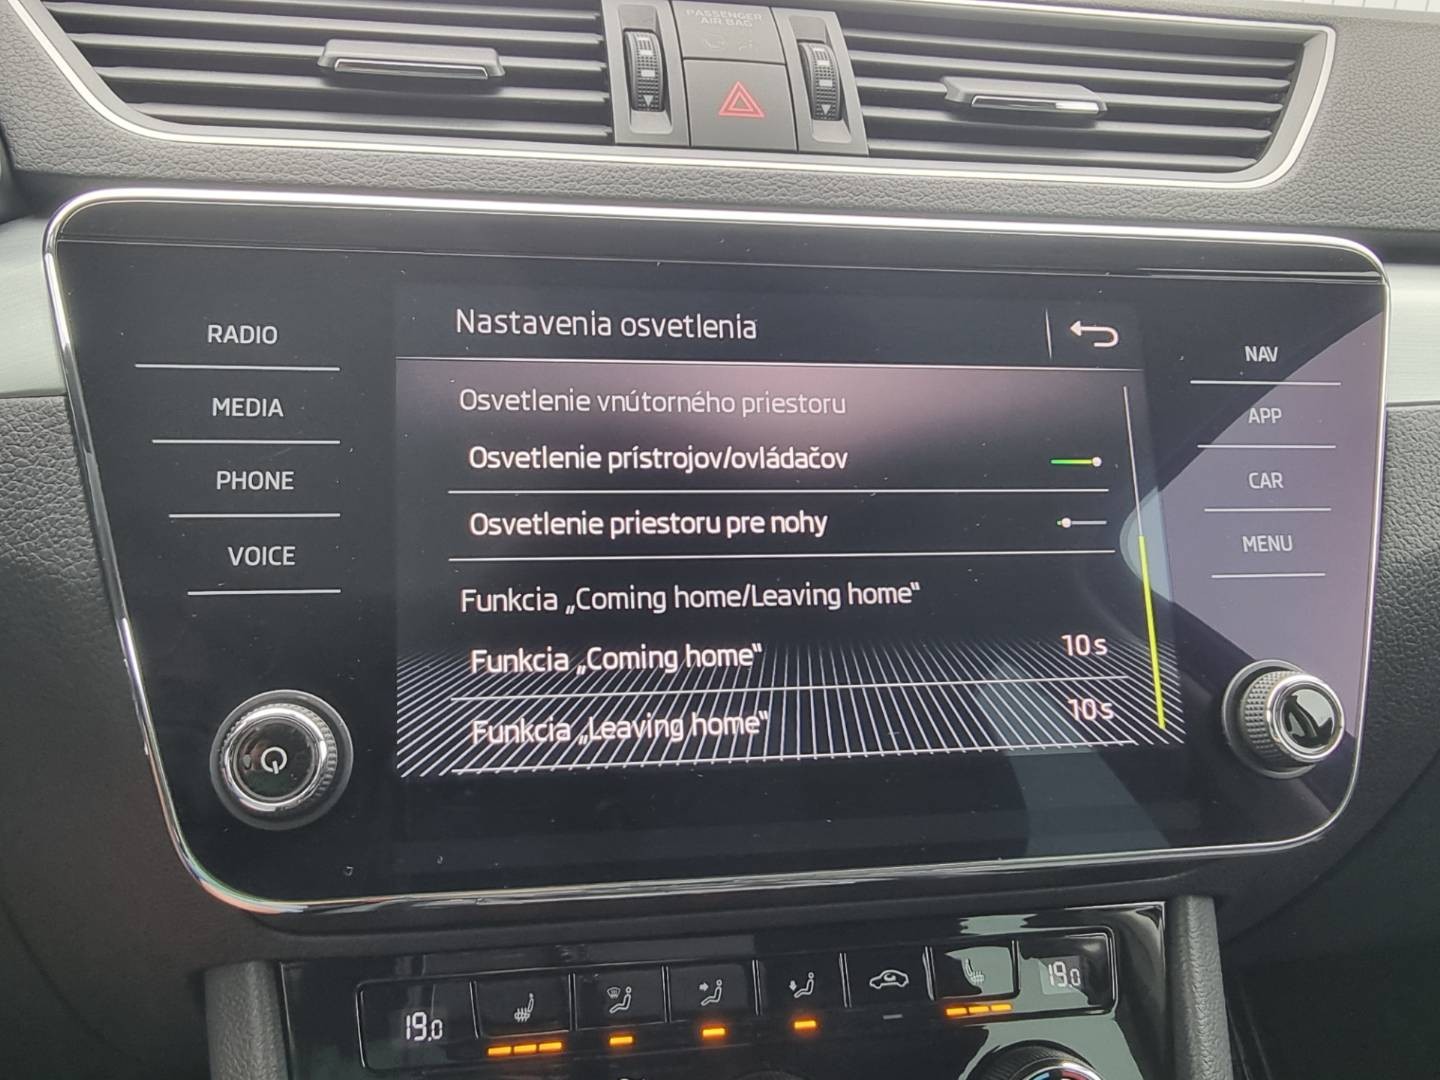 PASSENGER
AIR BAG
RADIO
MEDIA
PHONE
VOICE
Nastavenia osvetlenia
Osvetlenie vnútorného priestoru
Osvetlenie prístrojov/ovládačov
Osvetlenie priestoru pre nohy
Funkcia „Coming home/Leaving home“
Funkcia „Coming home“ 10 s
Funkcia „Leaving home“ 10 s
NAV
APP
CAR
MENU
19.0
19.0